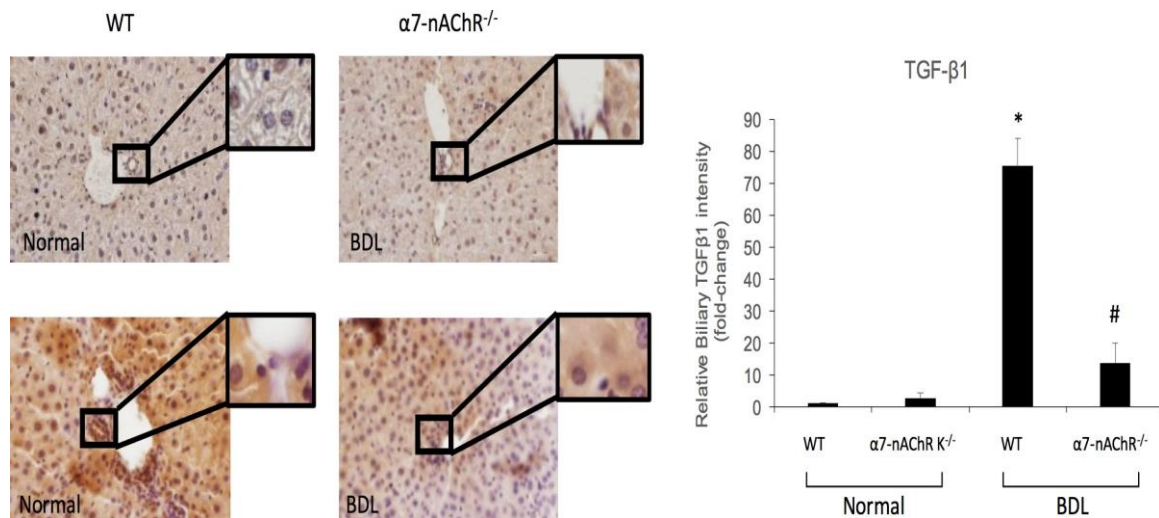 WT
α7-nAChR-/-
Normal
BDL
Normal
BDL
TGF-β1
Relative Biliary TGFβ1 intensity
(fold-change)
90
80
70
60
50
40
30
20
10
0
*
#
WT
α7-nAChR K-/-
WT
α7-nAChR-/-
Normal
BDL